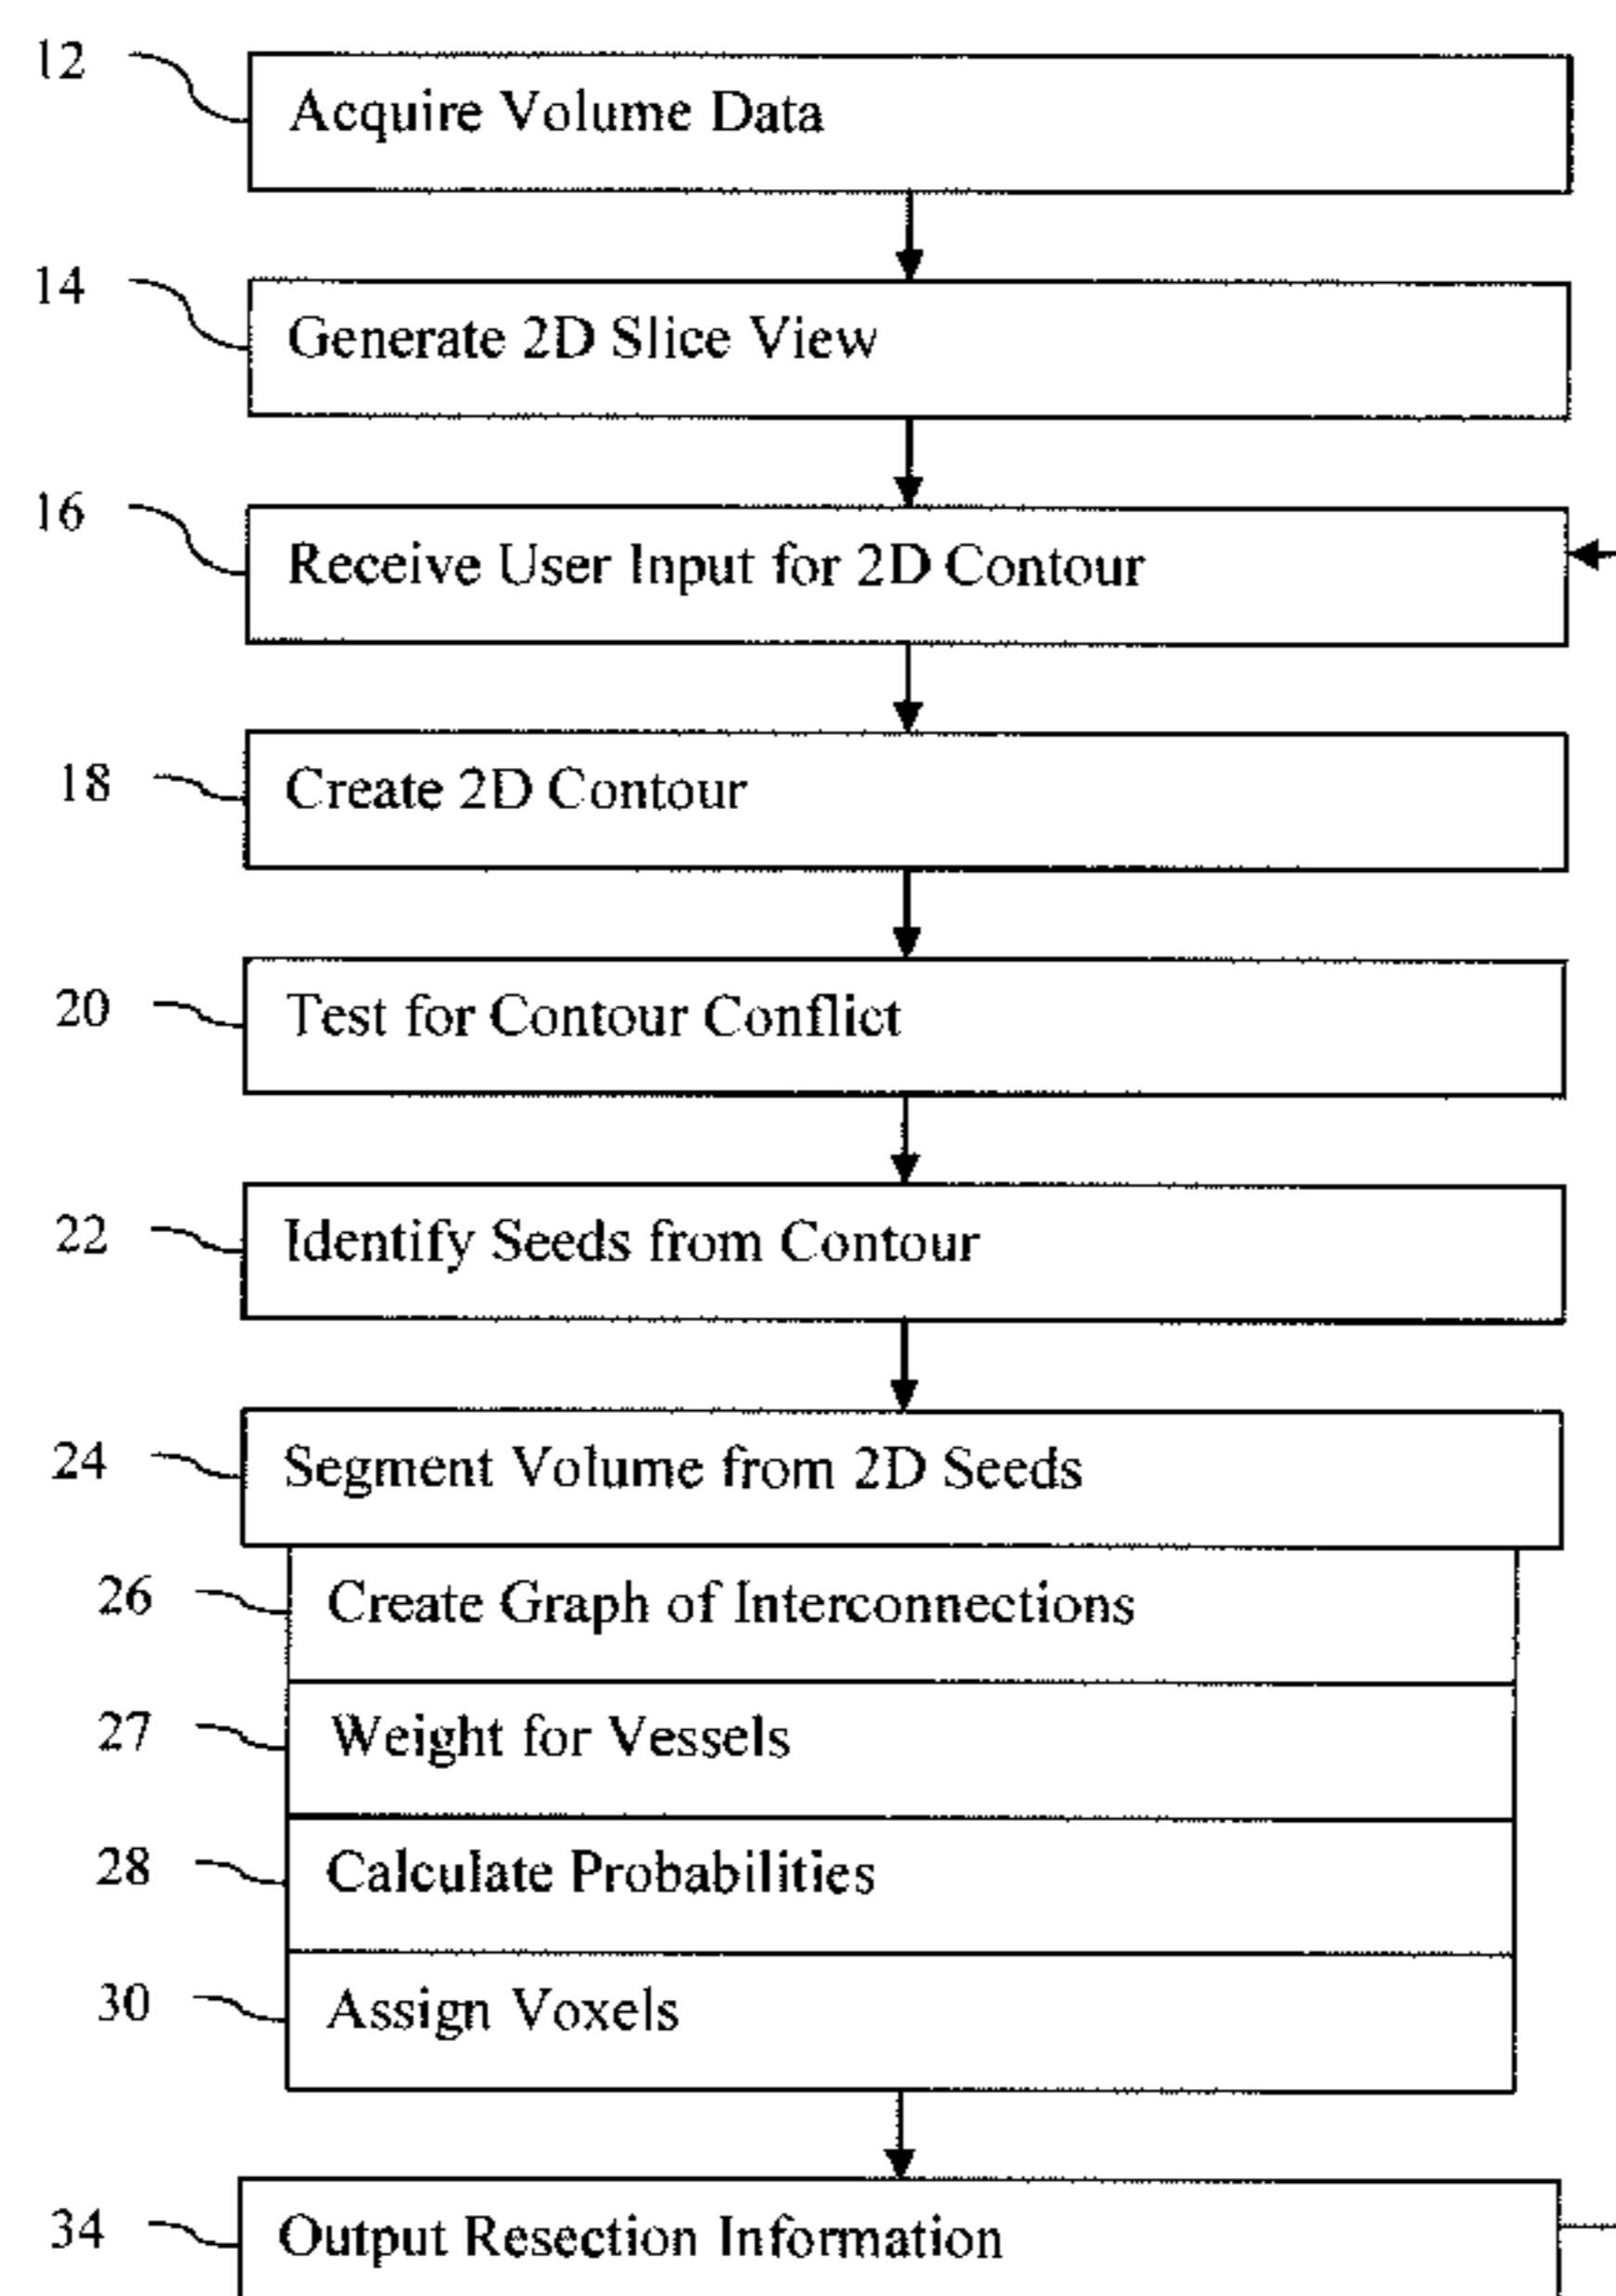 12 Acquire Volume Data
14 Generate 2D Slice View
16 Receive User Input for 2D Contour
18 Create 2D Contour
20 Test for Contour Conflict
22 Identify Seeds from Contour
24 Segment Volume from 2D Seeds
26 Create Graph of Interconnections
27 Weight for Vessels
28 Calculate Probabilities
30 Assign Voxels
34 Output Resection Information